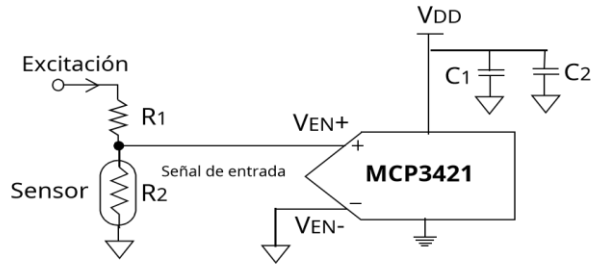 VDD
Excitación
C1
C2
R1
VEN+
+
Señal de entrada
MCP3421
Sensor
R2
−
VEN-